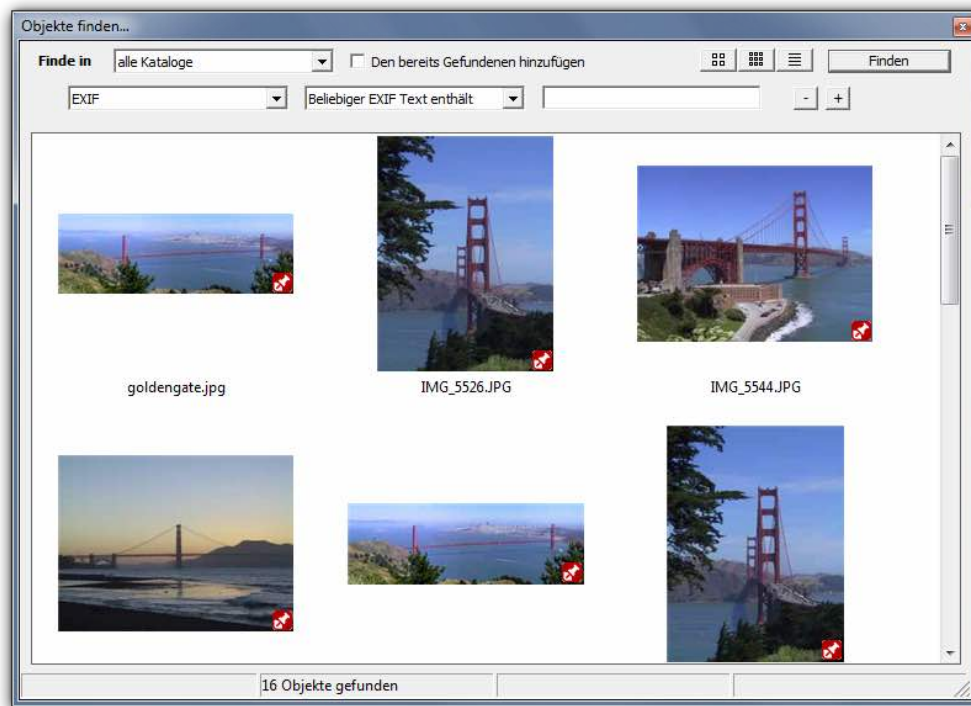 Objekte finden...
Finde in alle Kataloge Den bereits Gefundenen hinzufügen Finden
EXIF Beliebiger EXIF Text enthält - +
goldengate.jpg IMG_5526.JPG IMG_5544.JPG
16 Objekte gefunden